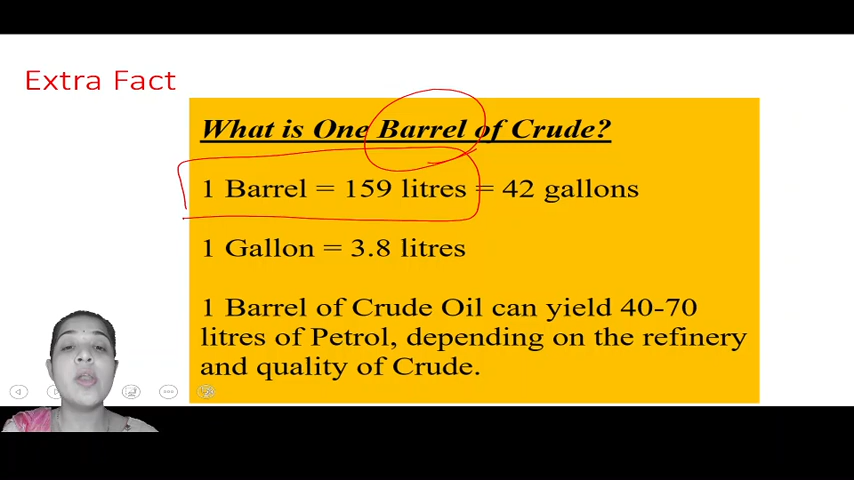 Extra Fact
What is One Barrel of Crude?
1 Barrel = 159 litres = 42 gallons
1 Gallon = 3.8 litres
1 Barrel of Crude Oil can yield 40-70
litres of Petrol, depending on the refinery
and quality of Crude.